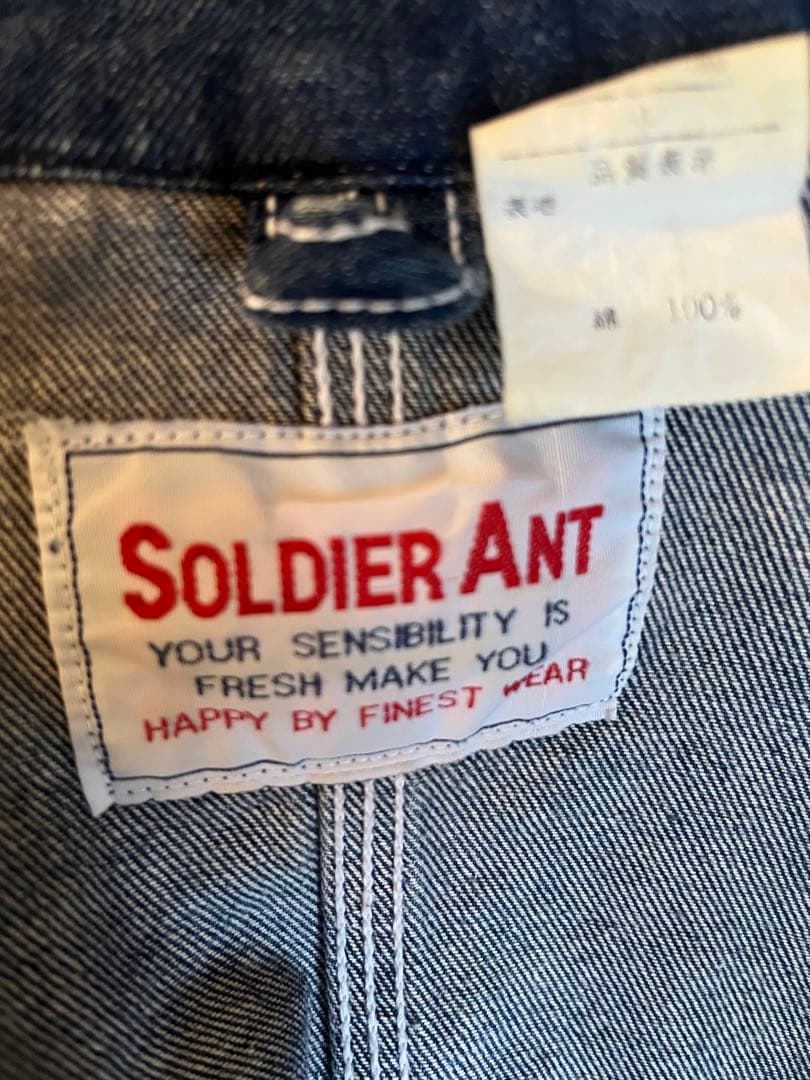 品質表示
表地
綿 100%
SOLDIER ANT
YOUR SENSIBILITY IS
FRESH MAKE YOU
HAPPY BY FINEST WEAR